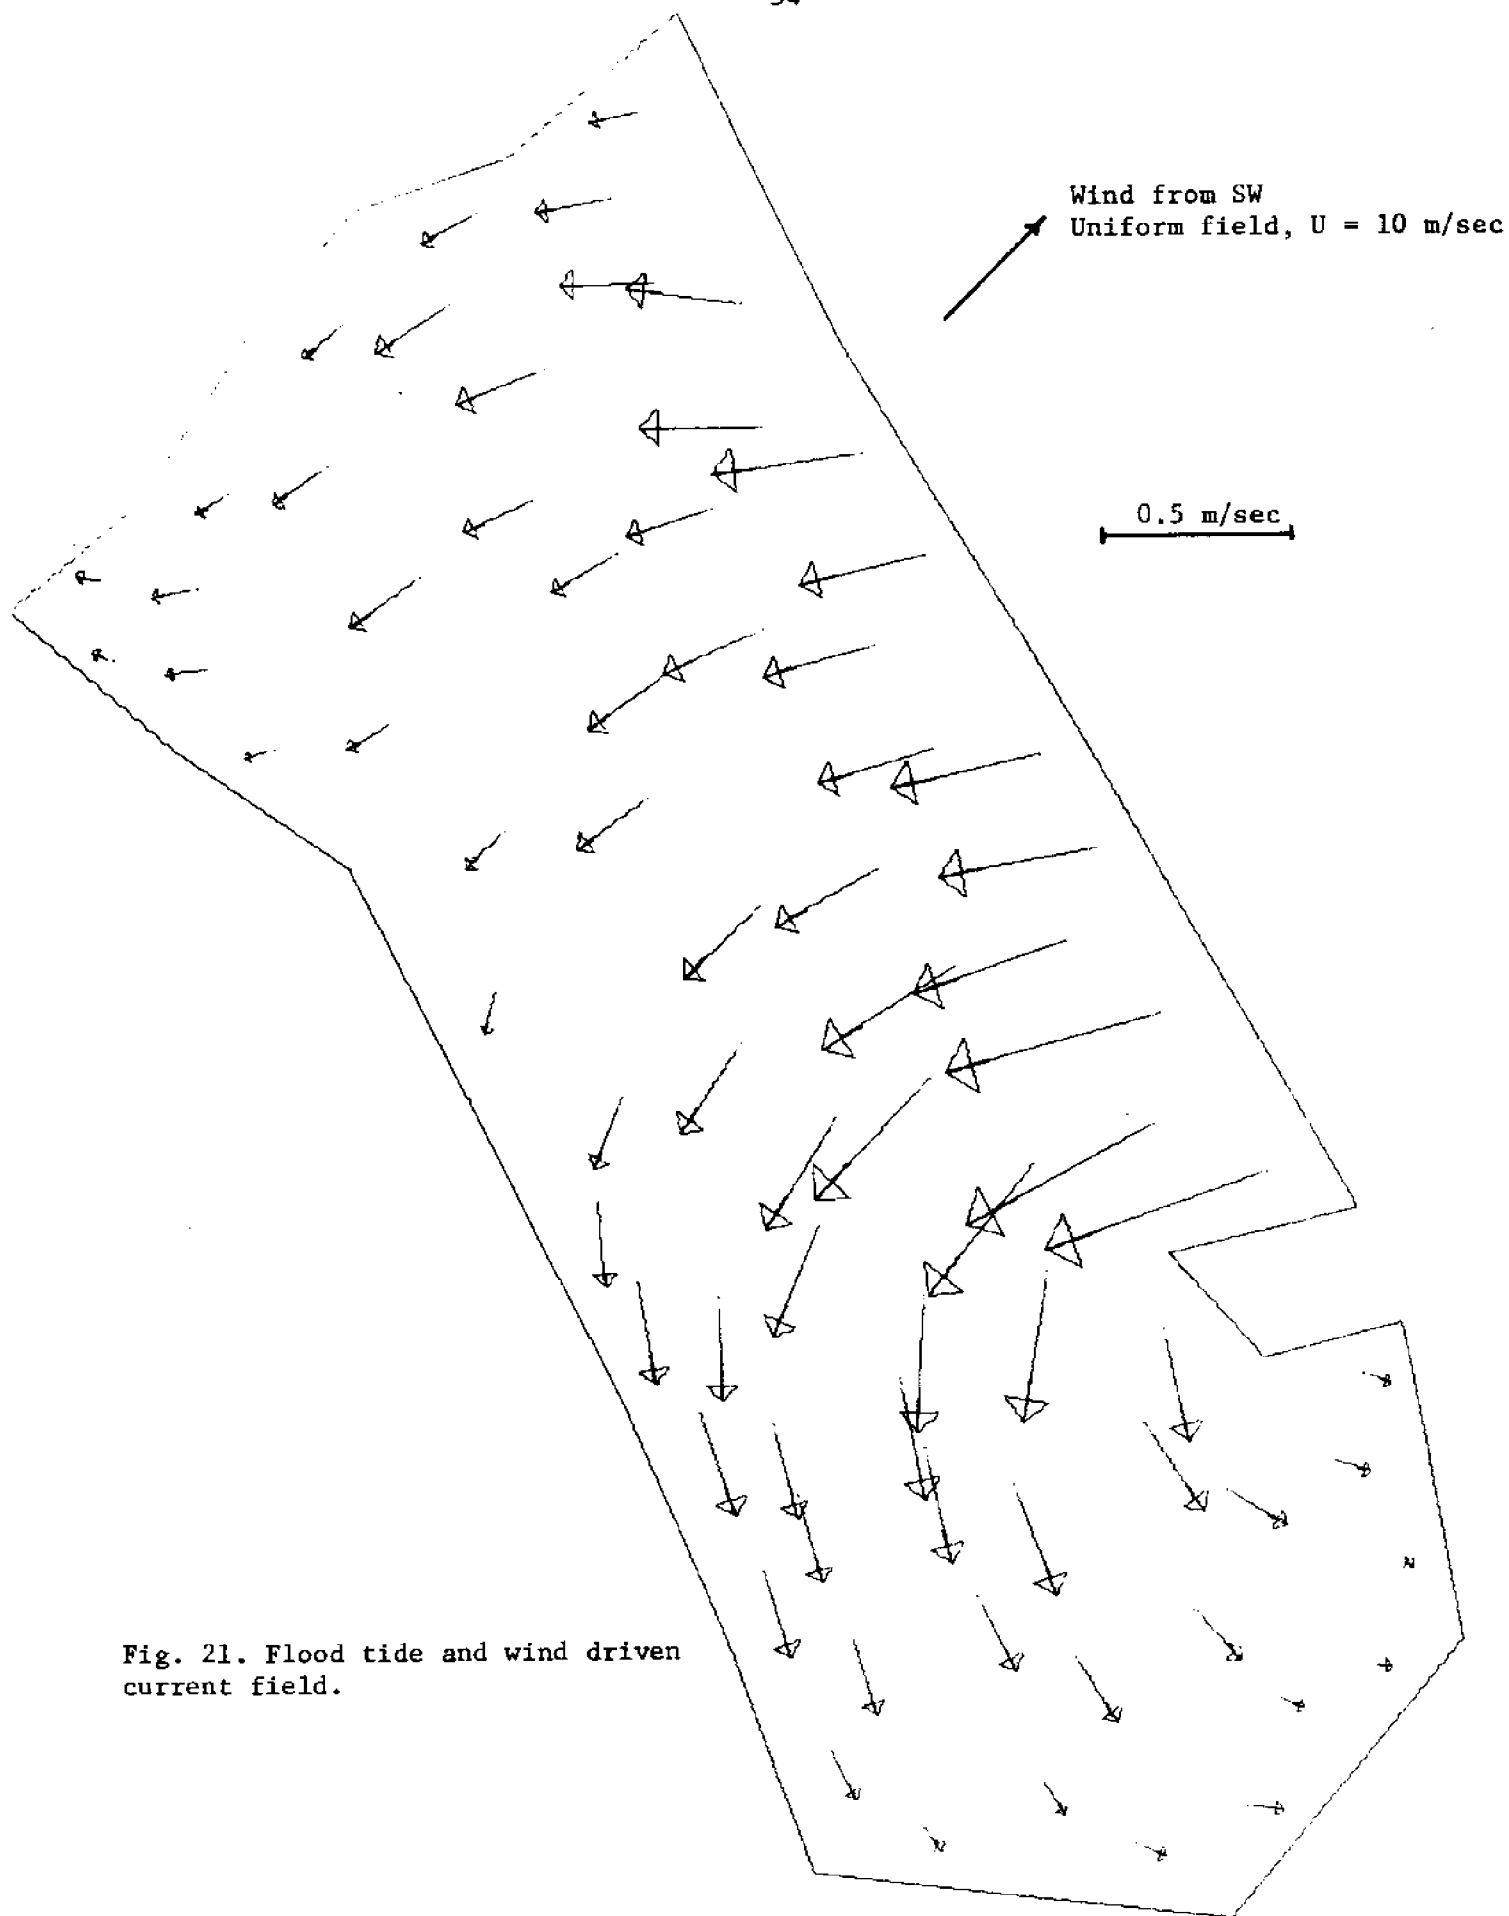 Wind from SW
Uniform field, U = 10 m/sec
0.5 m/sec
Fig. 21. Flood tide and wind driven
current field.